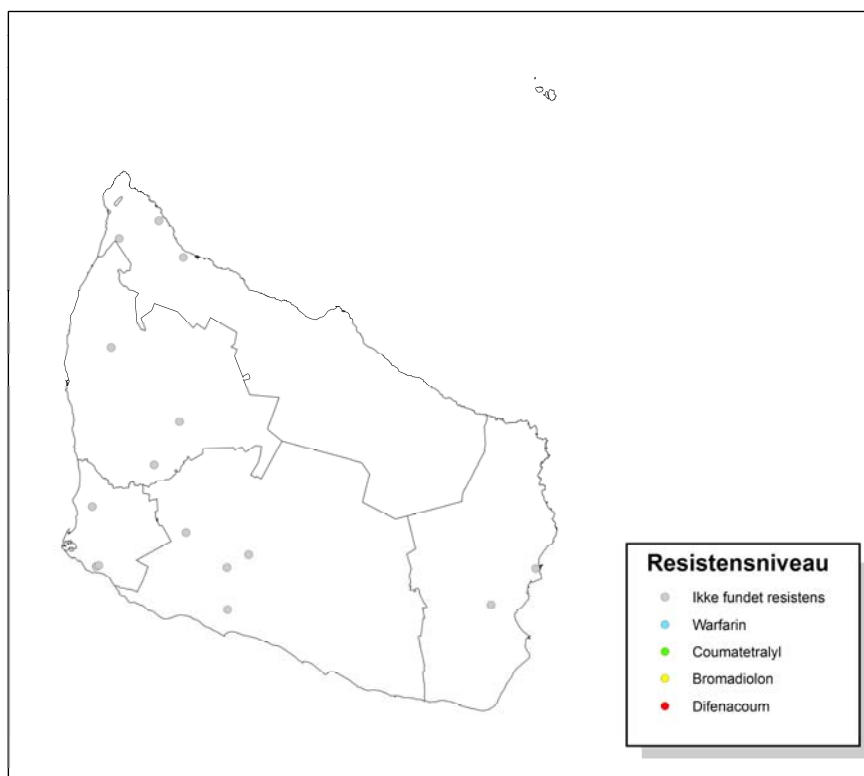 Resistensniveau
Ikke fundet resistens
Warfarin
Coumatetralyl
Bromadiolon
Difenacoum